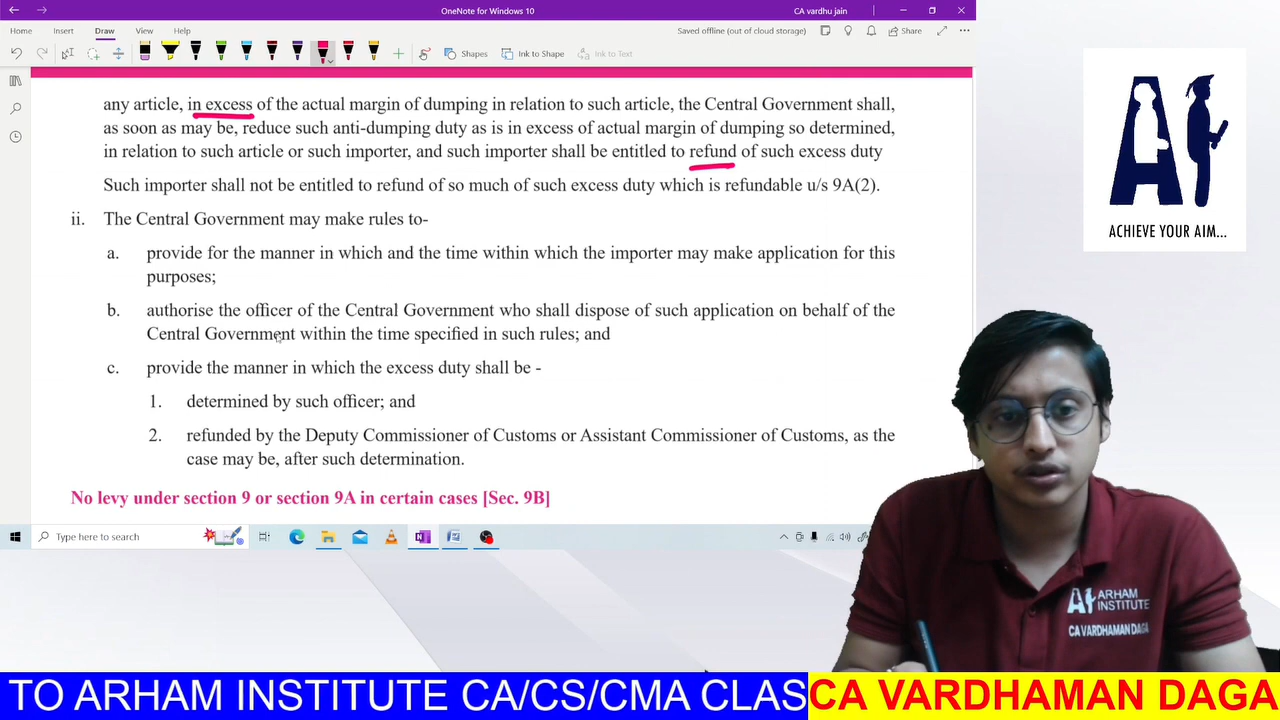 OneNote for Windows 10
CA vardhu jain
Home
Insert
Draw
View
Help
Saved offline (out of cloud storage)
Share
Shapes
Ink to Shape
Ink to Text
any article, in excess of the actual margin of dumping in relation to such article, the Central Government shall,
as soon as may be, reduce such anti-dumping duty as is in excess of actual margin of dumping so determined,
in relation to such article or such importer, and such importer shall be entitled to refund of such excess duty
Such importer shall not be entitled to refund of so much of such excess duty which is refundable u/s 9A(2).
ii. The Central Government may make rules to-
a. provide for the manner in which and the time within which the importer may make application for this
purposes;
b. authorise the officer of the Central Government who shall dispose of such application on behalf of the
Central Government within the time specified in such rules; and
c. provide the manner in which the excess duty shall be -
1. determined by such officer; and
2. refunded by the Deputy Commissioner of Customs or Assistant Commissioner of Customs, as the
case may be, after such determination.
No levy under section 9 or section 9A in certain cases [Sec. 9B]
Type here to search
ACHIEVE YOUR AIM...
ARHAM
INSTITUTE
CA VARDHAMAN DAGA
TO ARHAM INSTITUTE CA/CS/CMA CLAS
CA VARDHAMAN DAGA